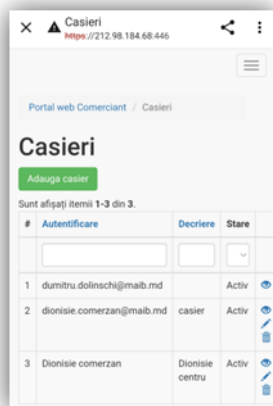 Casieri
https://212.98.184.68:446
Portal web Comerciant / Casieri
Casieri
Adauga casier
Sunt afișați itemii 1-3 din 3.
# Autentificare Decriere Stare
1 dumitru.dolinschi@maib.md Activ
2 dionisie.comerzan@maib.md casier Activ
3 Dionisie comerzan Dionisie centru Activ